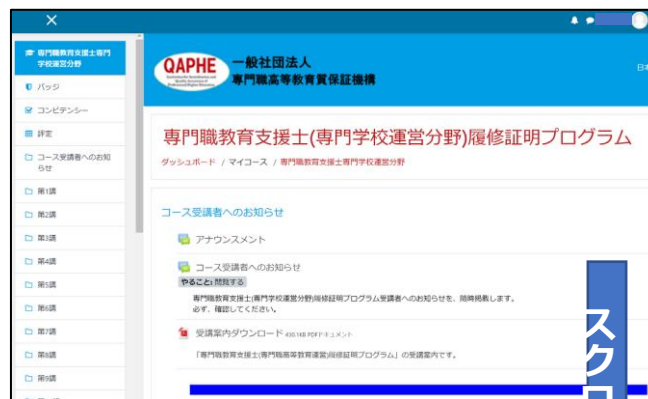 専門職教育支援士専門
学校運営分野
バッジ
コンピテンシー
評定
コース受講者へのお知
らせ
第1講
第2講
第3講
第4講
第5講
第6講
第7講
第8講
第9講
QAPHE
一般社団法人
専門職高等教育質保証機構
日本
専門職教育支援士(専門学校運営分野)履修証明プログラム
ダッシュボード / マイコース / 専門職教育支援士専門学校運営分野
コース受講者へのお知らせ
アナウンスメント
コース受講者へのお知らせ
やること: 閲覧する
専門職教育支援士(専門学校運営分野)履修証明プログラム受講者へのお知らせを、随時掲載します。
必ず、確認してください。
受講案内ダウンロード PDFドキュメント
「専門職教育支援士(専門職高等教育運営)履修証明プログラム」の受講案内です。
スクロ